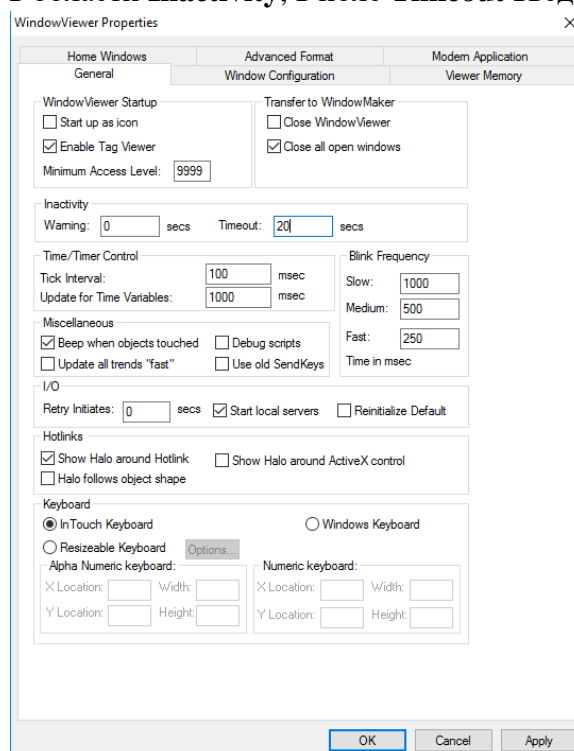 WindowViewer Properties
Home Windows Advanced Format Modem Application
General Window Configuration Viewer Memory
WindowViewer Startup
Start up as icon
Enable Tag Viewer
Minimum Access Level: 9999
Transfer to WindowMaker
Close WindowViewer
Close all open windows
Inactivity
Warning: 0 secs Timeout: 20 secs
Time/Timer Control
Tick Interval: 100 msec
Update for Time Variables: 1000 msec
Blink Frequency
Slow: 1000
Medium: 500
Fast: 250
Time in msec
Miscellaneous
Beep when objects touched Debug scripts
Update all trends "fast" Use old SendKeys
I/O
Retry Initiates: 0 secs Start local servers Reinitialize Default
Hotlinks
Show Halo around Hotlink Show Halo around ActiveX control
Halo follows object shape
Keyboard
InTouch Keyboard Windows Keyboard
Resizeable Keyboard Options...
Alpha Numeric keyboard:
X Location: Width:
Y Location: Height:
Numeric keyboard:
X Location: Width:
Y Location: Height:
OK Cancel Apply